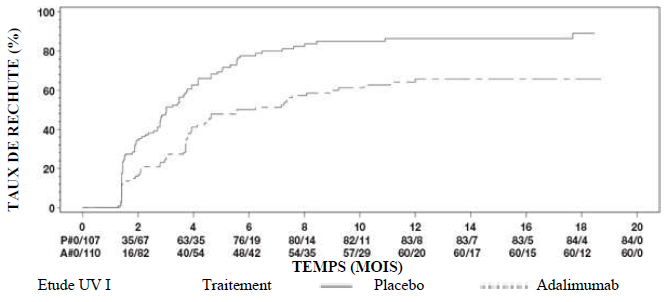 TAUX DE RECHUTE (%)
100
80
60
40
20
0
0 2 4 6 8 10 12 14 16 18 20
P#0/107 35/67 63/35 76/19 80/14 82/11 83/8 83/7 83/5 84/4 84/0
A#0/110 16/82 40/54 48/42 54/35 57/29 60/20 60/17 60/15 60/12 60/0
TEMPS (MOIS)
Etude UV I Traitement Placebo Adalimumab